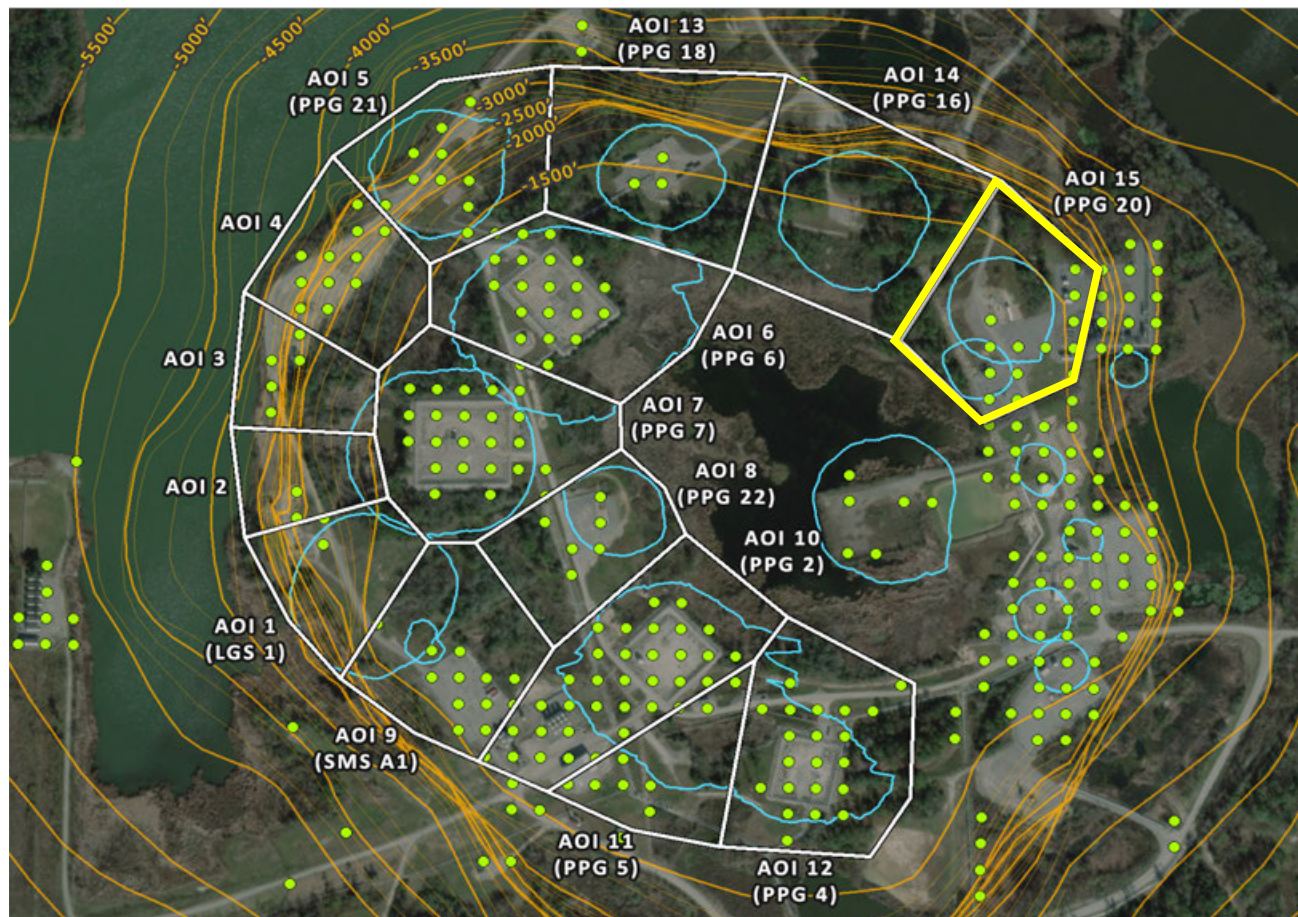 -5500'
-5000'
-4500'
-4000'
-3500'
-3000'
-2500'
-2000'
-1500'
AOI 13
(PPG 18)
AOI 14
(PPG 16)
AOI 5
(PPG 21)
AOI 15
(PPG 20)
AOI 4
AOI 3
AOI 6
(PPG 6)
AOI 7
(PPG 7)
AOI 2
AOI 8
(PPG 22)
AOI 10
(PPG 2)
AOI 1
(LGS 1)
AOI 9
(SMS A1)
AOI 11
(PPG 5)
AOI 12
(PPG 4)